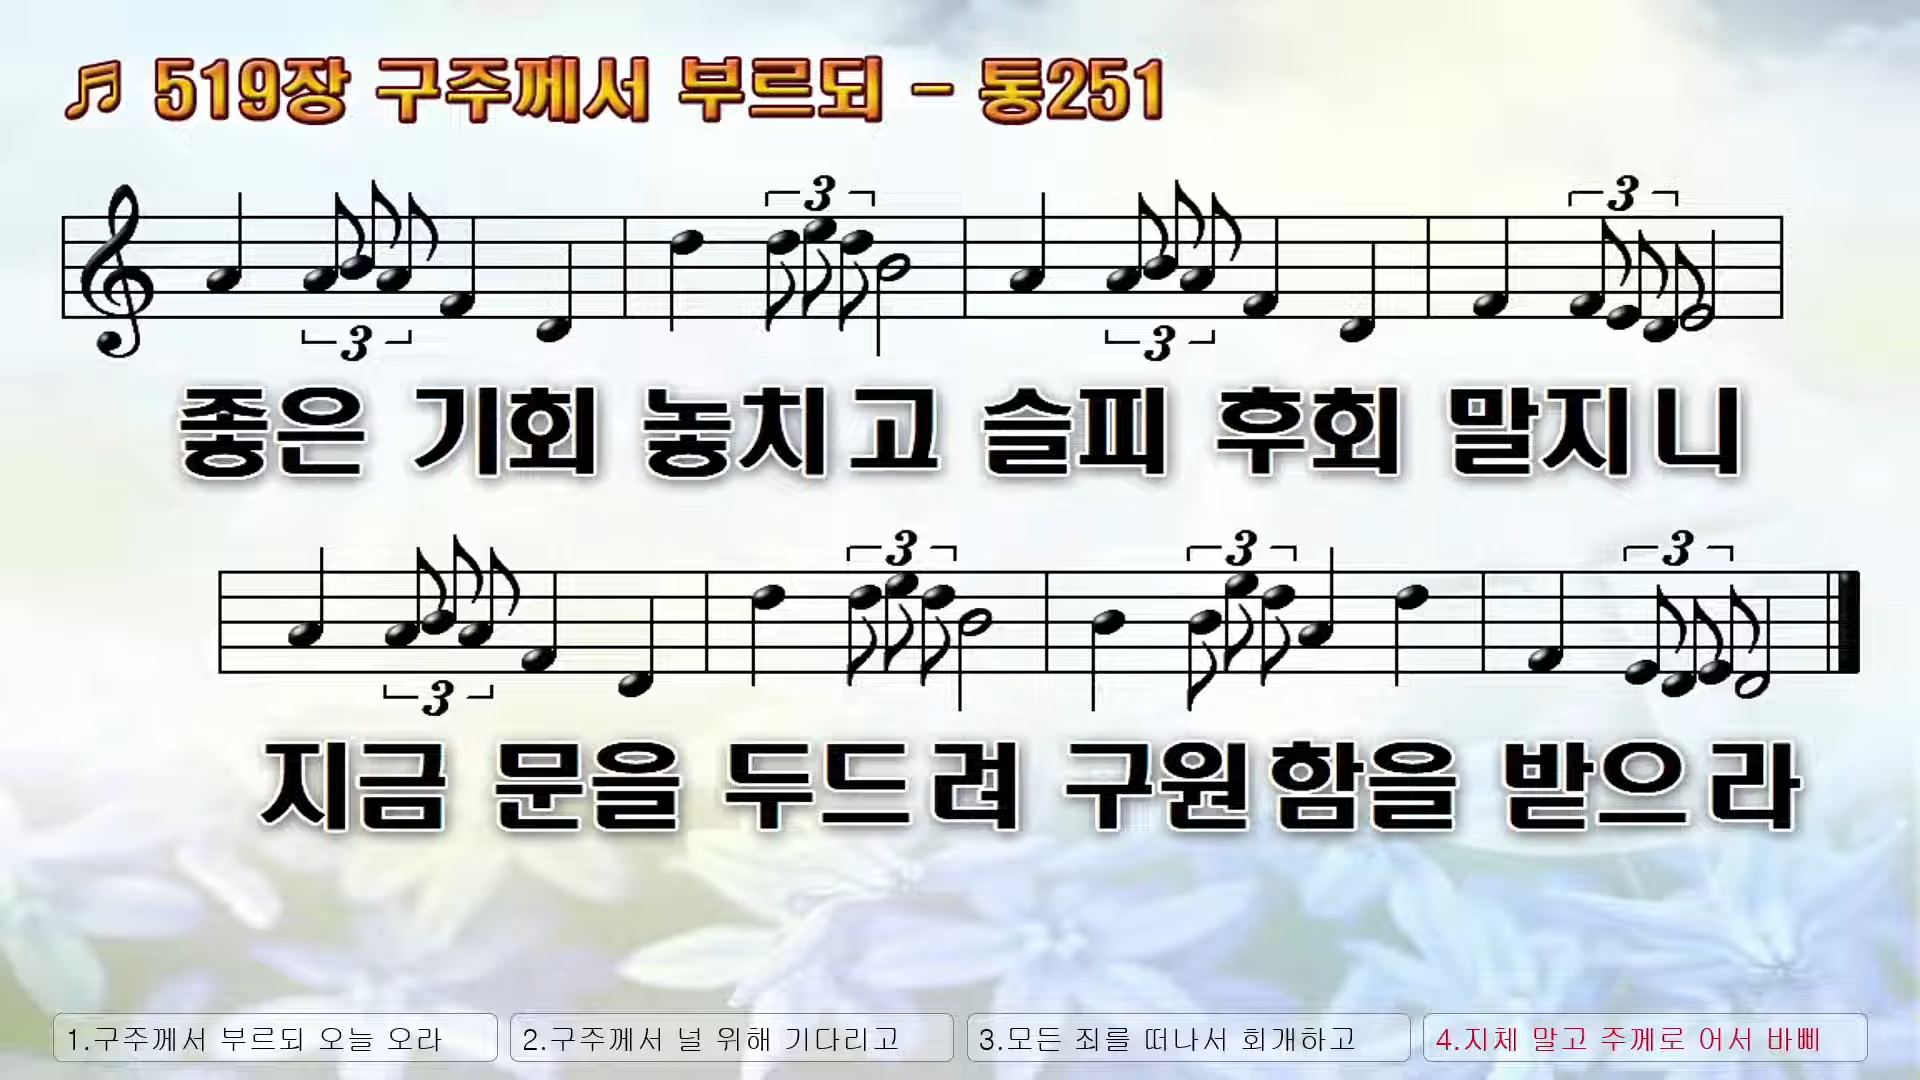 519장 구주께서 부르되 - 통251
3 3 3 3
좋은 기회 놓치고 슬피 후회 말지니
3 3 3 3
지금 문을 두드려 구원함을 받으라
1.구주께서 부르되 오늘 오라
2.구주께서 널 위해 기다리고
3.모든 죄를 떠나서 회개하고
4.지체 말고 주께로 어서 바삐